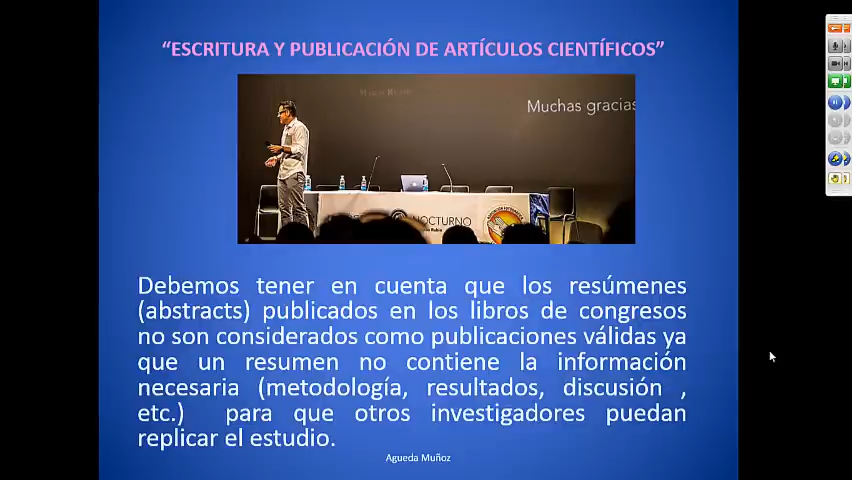 “ESCRITURA Y PUBLICACIÓN DE ARTÍCULOS CIENTÍFICOS”
Muchas gracias
NOCTURNO
Debemos tener en cuenta que los resúmenes
(abstracts) publicados en los libros de congresos
no son considerados como publicaciones válidas ya
que un resumen no contiene la información
necesaria (metodología, resultados, discusión ,
etc.) para que otros investigadores puedan
replicar el estudio.
Agueda Muñoz